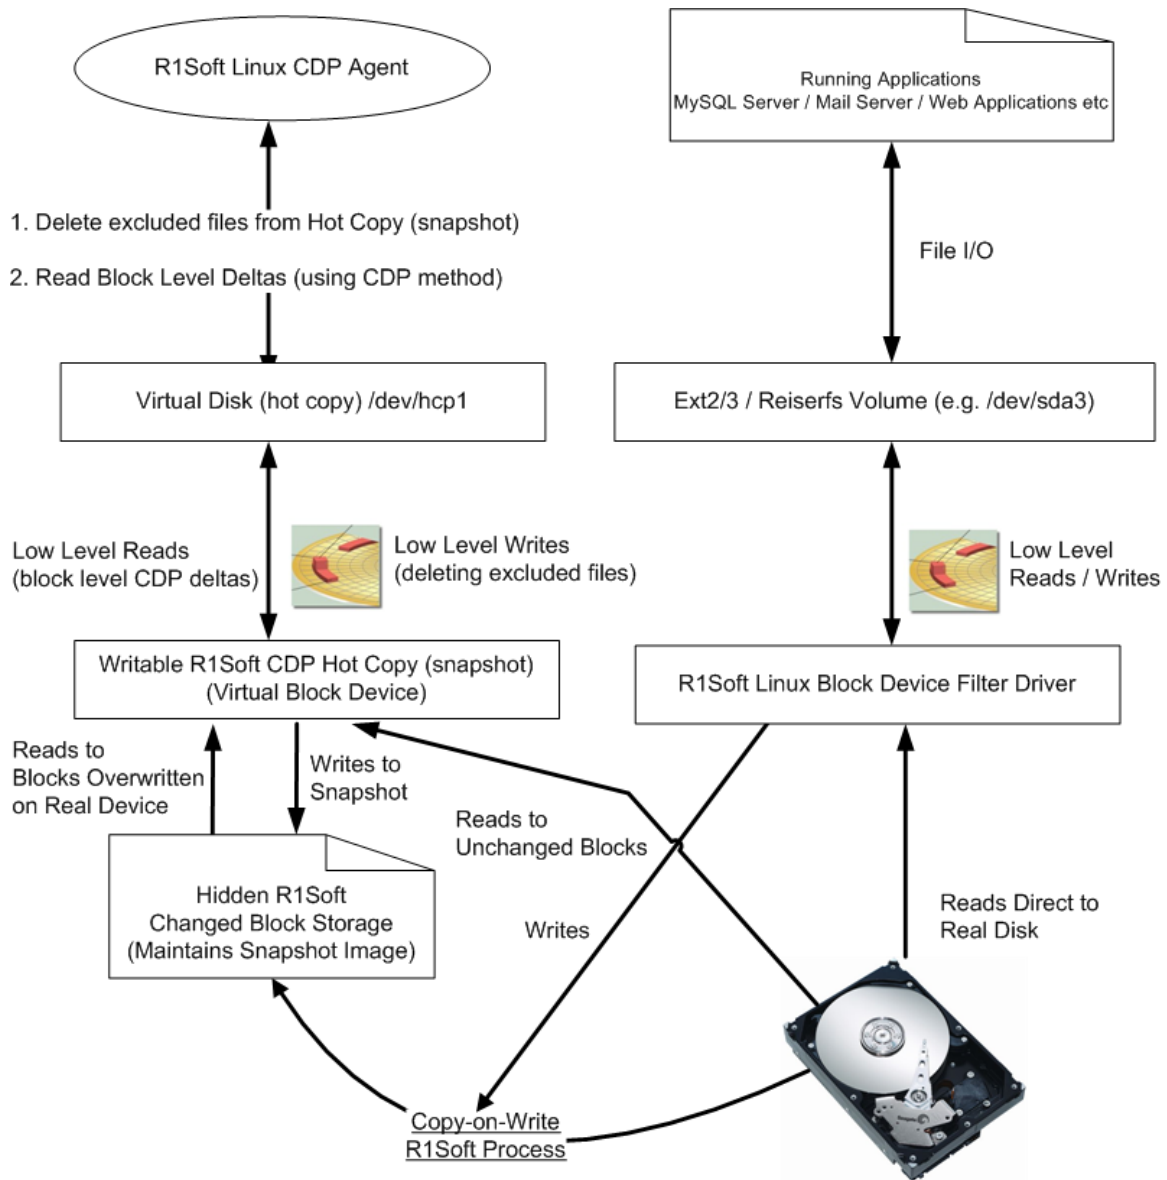 R1Soft Linux CDP Agent
Running Applications
MySQL Server / Mail Server / Web Applications etc
1. Delete excluded files from Hot Copy (snapshot)
2. Read Block Level Deltas (using CDP method)
File I/O
Virtual Disk (hot copy) /dev/hcp1
Ext2/3 / Reiserfs Volume (e.g. /dev/sda3)
Low Level Reads
(block level CDP deltas)
Low Level Writes
(deleting excluded files)
Low Level
Reads / Writes
Writable R1Soft CDP Hot Copy (snapshot)
(Virtual Block Device)
R1Soft Linux Block Device Filter Driver
Reads to
Blocks Overwritten
on Real Device
Writes to
Snapshot
Reads to
Unchanged Blocks
Hidden R1Soft
Changed Block Storage
(Maintains Snapshot Image)
Writes
Reads Direct to
Real Disk
Copy-on-Write
R1Soft Process